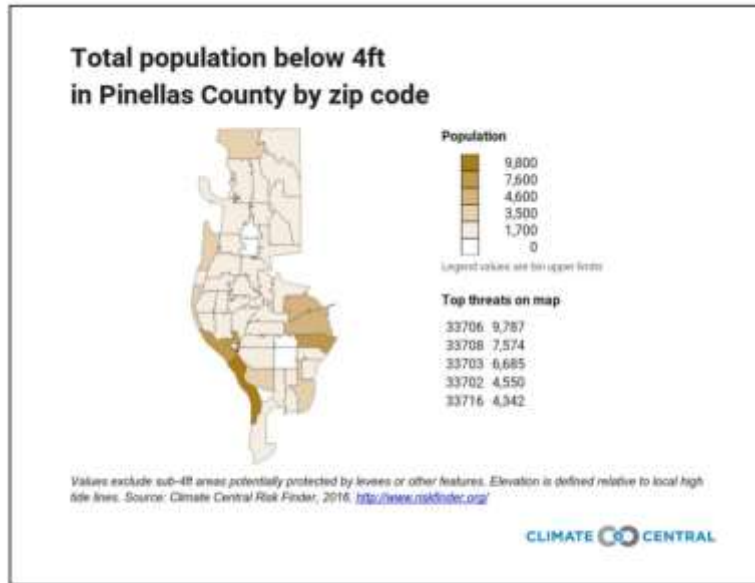 Total population below 4ft
in Pinellas County by zip code
Population
9,800
7,600
4,600
3,500
1,700
0
Legend values are bin upper limits
Top threats on map
33706 9,787
33708 7,574
33703 6,685
33702 4,550
33716 4,342
Values exclude sub-4ft areas potentially protected by levees or other features. Elevation is defined relative to local high
tide lines. Source: Climate Central Risk Finder, 2016. http://www.riskfinder.org/
CLIMATE CENTRAL